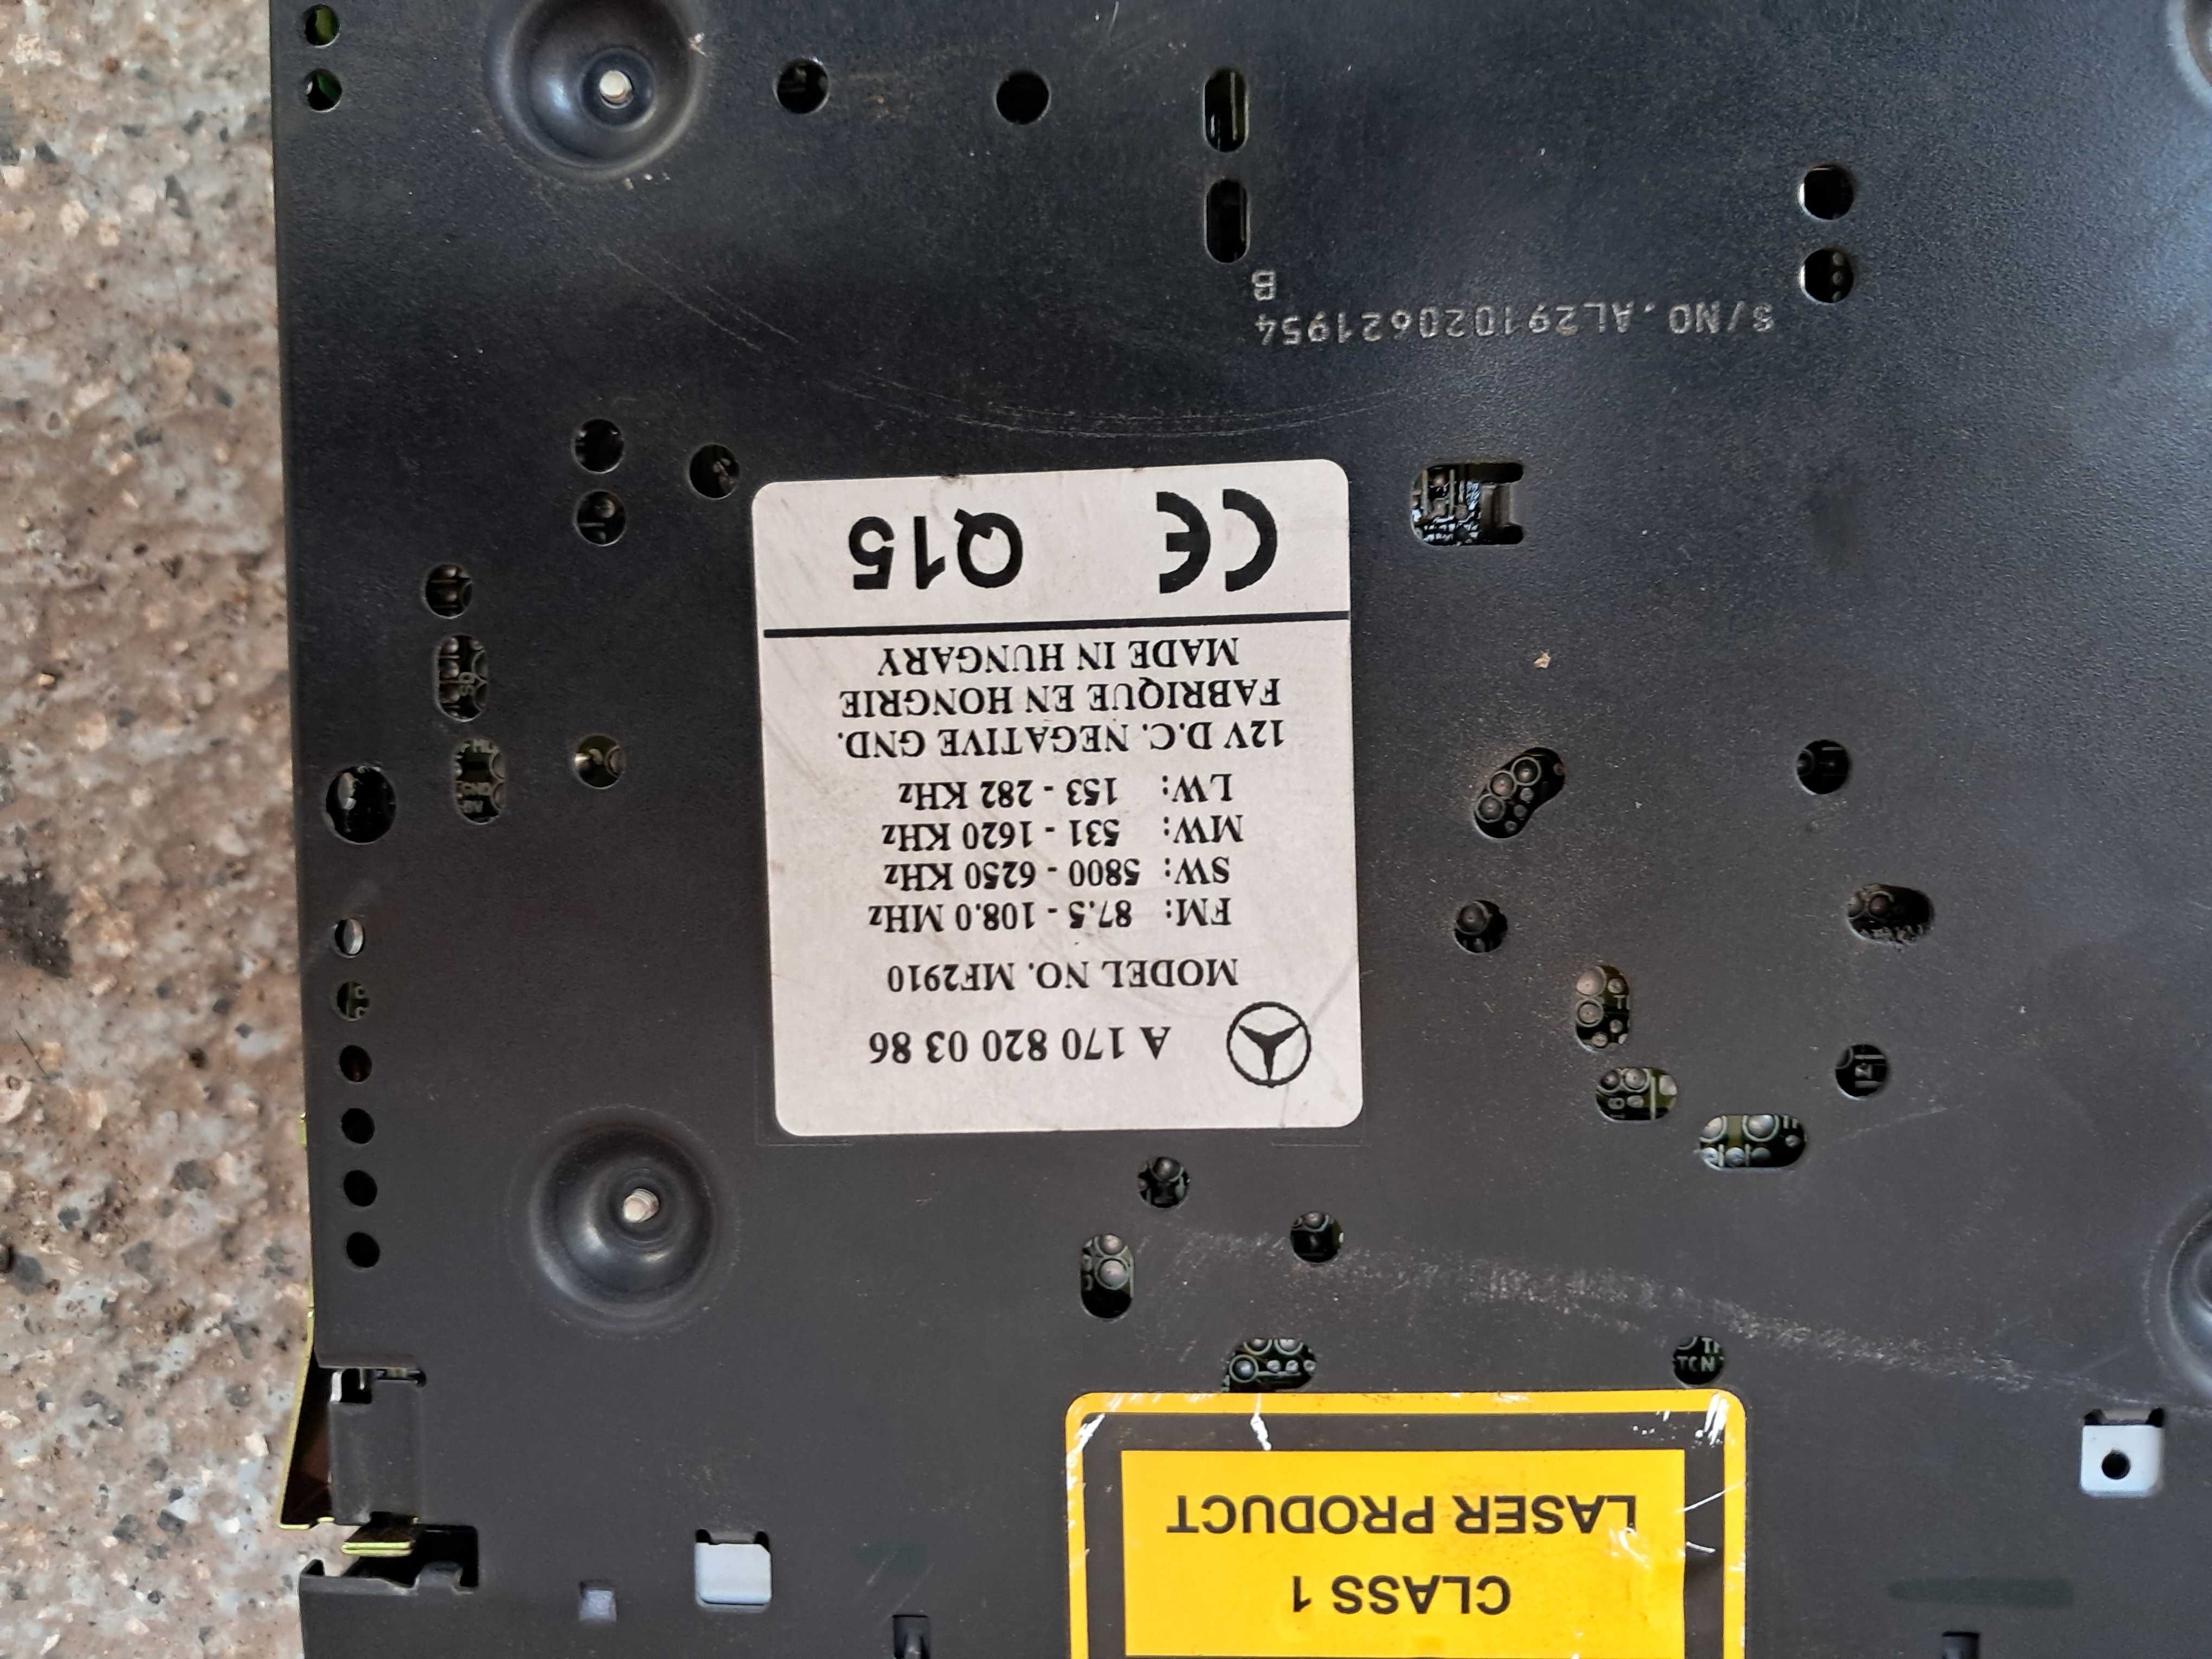 CLASS 1
LASER PRODUCT
A 170 820 03 86
MODEL NO. MF2910
FM: 87.5 - 108.0 MHz
SW: 5800 - 6250 KHz
MW: 531 - 1620 KHz
LW: 153 - 282 KHz
12V D.C. NEGATIVE GND.
FABRIQUE EN HONGRIE
MADE IN HUNGARY
CE Q15
S/NO.AL291020621954
B